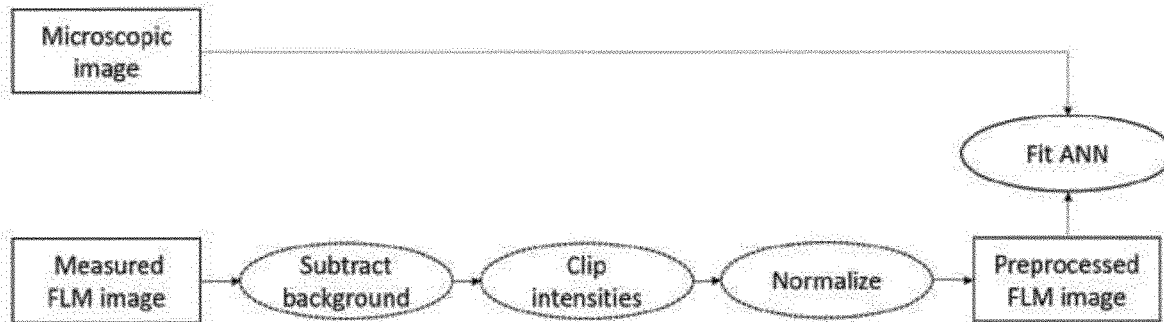 Microscopic
image
Fit ANN
Measured
FLM image
Subtract
background
Clip
intensities
Normalize
Preprocessed
FLM image